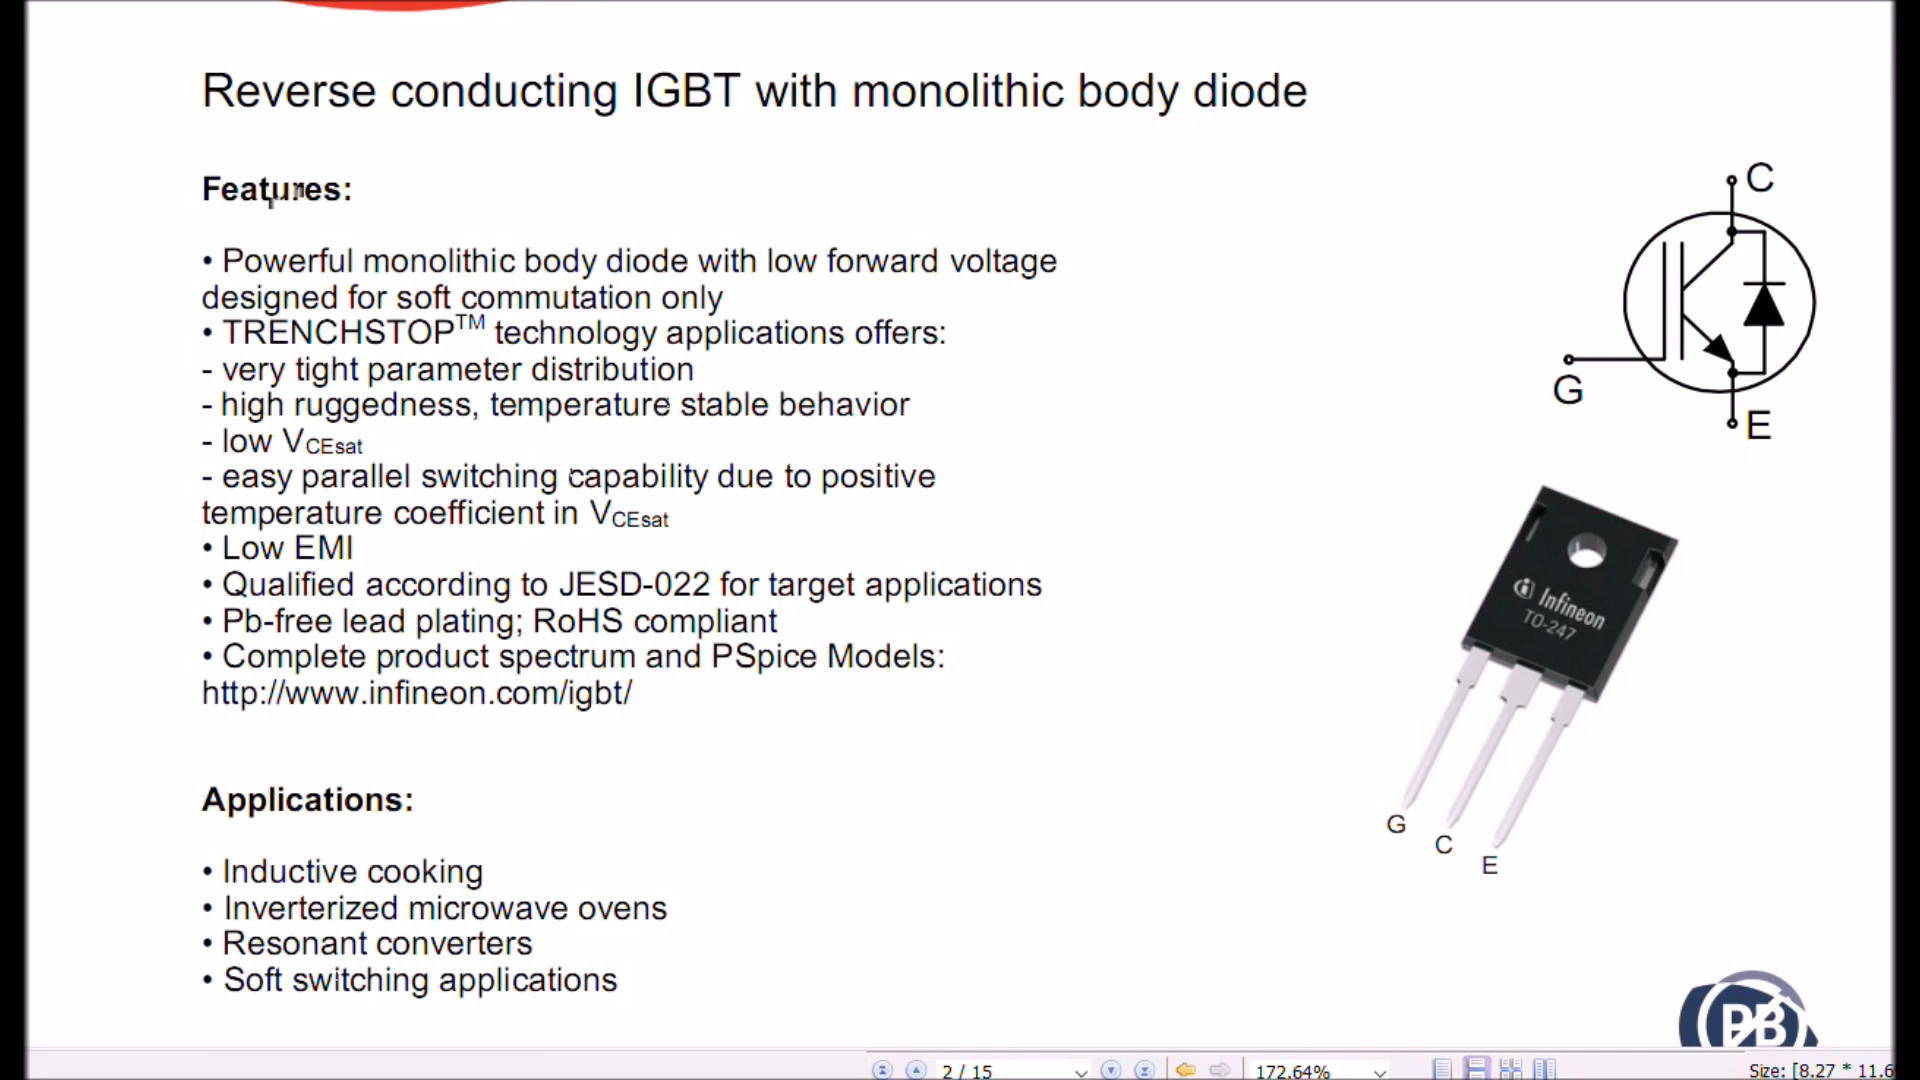 Reverse conducting IGBT with monolithic body diode
Features:
• Powerful monolithic body diode with low forward voltage
designed for soft commutation only
• TRENCHSTOP™ technology applications offers:
- very tight parameter distribution
- high ruggedness, temperature stable behavior
- low VCEsat
- easy parallel switching capability due to positive
temperature coefficient in VCEsat
• Low EMI
• Qualified according to JESD-022 for target applications
• Pb-free lead plating; RoHS compliant
• Complete product spectrum and PSpice Models:
http://www.infineon.com/igbt/
Applications:
• Inductive cooking
• Inverterized microwave ovens
• Resonant converters
• Soft switching applications
C
G
E
Infineon
TO-247
G
C
E
PB
2 / 15
172.64%
Size: [8.27 * 11.6